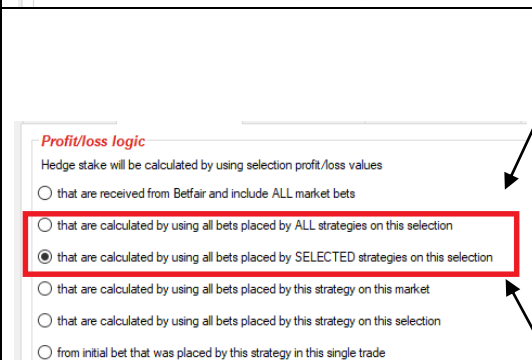 Profit/loss logic
Hedge stake will be calculated by using selection profit/loss values
that are received from Betfair and include ALL market bets
that are calculated by using all bets placed by ALL strategies on this selection
that are calculated by using all bets placed by SELECTED strategies on this selection
that are calculated by using all bets placed by this strategy on this market
that are calculated by using all bets placed by this strategy on this selection
from initial bet that was placed by this strategy in this single trade